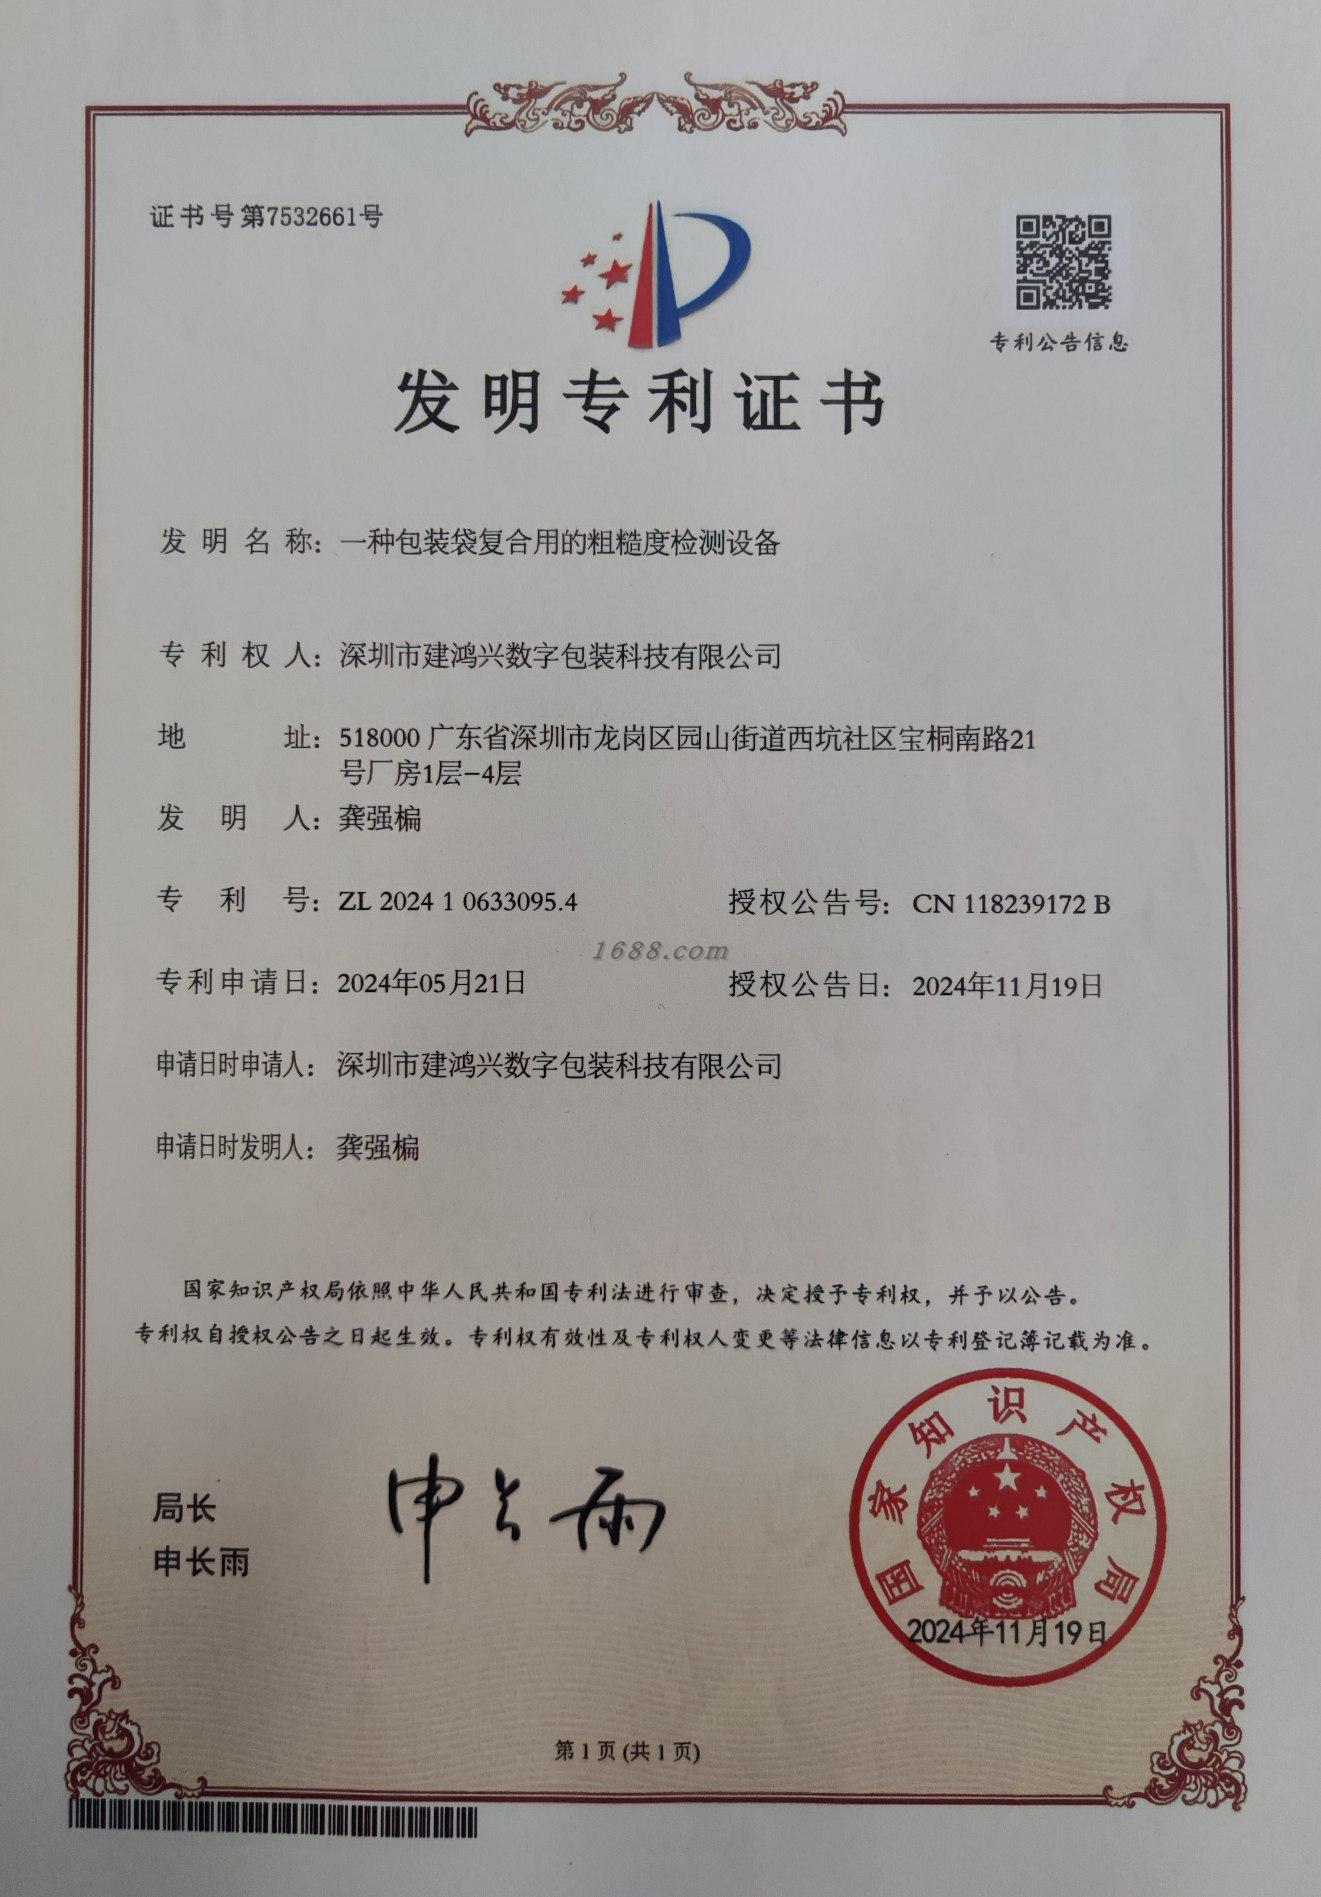 证书号第7532661号
专利公告信息
发明专利证书
发明名称：一种包装袋复合用的粗糙度检测设备
专利权人：深圳市建鸿兴数字包装科技有限公司
地址：518000 广东省深圳市龙岗区园山街道西坑社区宝桐南路21
号厂房1层-4层
发明人：龚强楄
专利号：ZL 2024 1 0633095.4 授权公告号：CN 118239172 B
1688.com
专利申请日：2024年05月21日 授权公告日：2024年11月19日
申请日时申请人：深圳市建鸿兴数字包装科技有限公司
申请日时发明人：龚强楄
国家知识产权局依照中华人民共和国专利法进行审查，决定授予专利权，并予以公告。
专利权自授权公告之日起生效。专利权有效性及专利权人变更等法律信息以专利登记簿记载为准。
局长
申长雨
申长雨
国家知识产权局
2024年11月19日
第1页(共1页)